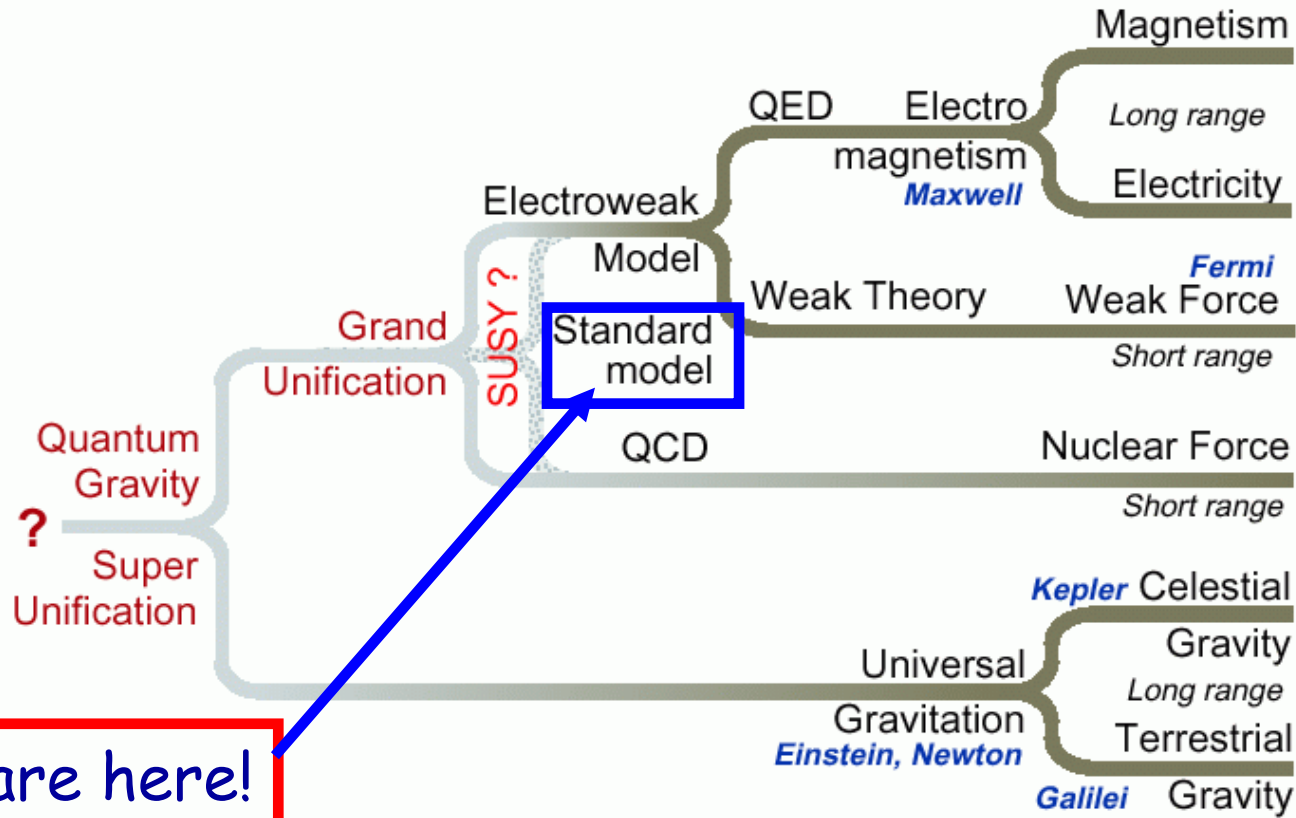 Magnetism
QED Electro
Long range
magnetism
Maxwell
Electricity
Electroweak
Model
Fermi
Weak Theory Weak Force
Short range
SUSY ?
Standard
model
Grand
Unification
QCD Nuclear Force
Short range
Quantum
Gravity
?
Super
Unification
Kepler Celestial
Gravity
Long range
Universal
Gravitation
Einstein, Newton
Terrestrial
Galilei Gravity
are here!